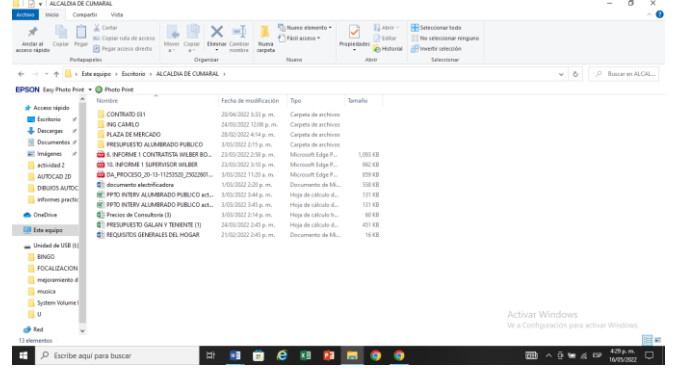 ALCALDIA DE CUMARAL
Archivo Inicio Compartir Vista
Anclar al acceso rápido
Copiar
Pegar
Cortar
Copiar ruta de acceso
Pegar acceso directo
Mover a
Copiar a
Eliminar
Cambiar nombre
Nueva carpeta
Nuevo elemento
Fácil acceso
Propiedades
Abrir
Editar
Historial
Seleccionar todo
No seleccionar ninguno
Invertir selección
Portapapeles Organizar Nuevo Abrir Seleccionar
Este equipo > Escritorio > ALCALDIA DE CUMARAL >
Buscar en ALCAL...
EPSON Easy Photo Print Photo Print
Nombre Fecha de modificación Tipo Tamaño
Acceso rápido
Escritorio
Descargas
Documentos
Imágenes
actividad 2
AUTOCAD 2D
DIBUJOS AUTOC
informes practic
OneDrive
Este equipo
Unidad de USB (I:)
BINGO
FOCALIZACION
mejoramiento d
musica
System Volume I
U
Red
CONTRATO 031 20/04/2022 5:33 p. m. Carpeta de archivos
ING CAMILO 24/03/2022 12:08 p. m. Carpeta de archivos
PLAZA DE MERCADO 28/02/2022 4:14 p. m. Carpeta de archivos
PRESUPUESTO ALUMBRADO PUBLICO 3/03/2022 2:15 p. m. Carpeta de archivos
6. INFORME 1 CONTRATISTA WILBER BO... 23/03/2022 2:58 p. m. Microsoft Edge P... 1,093 KB
10. INFORME 1 SUPERVISOR WILBER 23/03/2022 3:10 p. m. Microsoft Edge P... 982 KB
DA_PROCESO_20-13-11253520_25022601... 3/03/2022 11:25 a. m. Microsoft Edge P... 859 KB
documento electrificadora 1/03/2022 2:20 p. m. Documento de Mi... 558 KB
PPTO INTERV ALUMBRADO PUBLICO act... 3/03/2022 3:44 p. m. Hoja de cálculo d... 131 KB
PPTO INTERV ALUMBRADO PUBLICO act... 3/03/2022 3:45 p. m. Hoja de cálculo d... 131 KB
Precios de Consultoria (3) 3/03/2022 2:14 p. m. Hoja de cálculo h... 60 KB
PRESUPUESTO GALAN Y TENIENTE (1) 24/03/2022 2:45 p. m. Hoja de cálculo d... 451 KB
REQUISITOS GENERALES DEL HOGAR 21/02/2022 2:45 p. m. Documento de Mi... 16 KB
Activar Windows
Ve a Configuración para activar Windows.
13 elementos
Escribe aquí para buscar
ESP
4:29 p. m.
16/05/2022